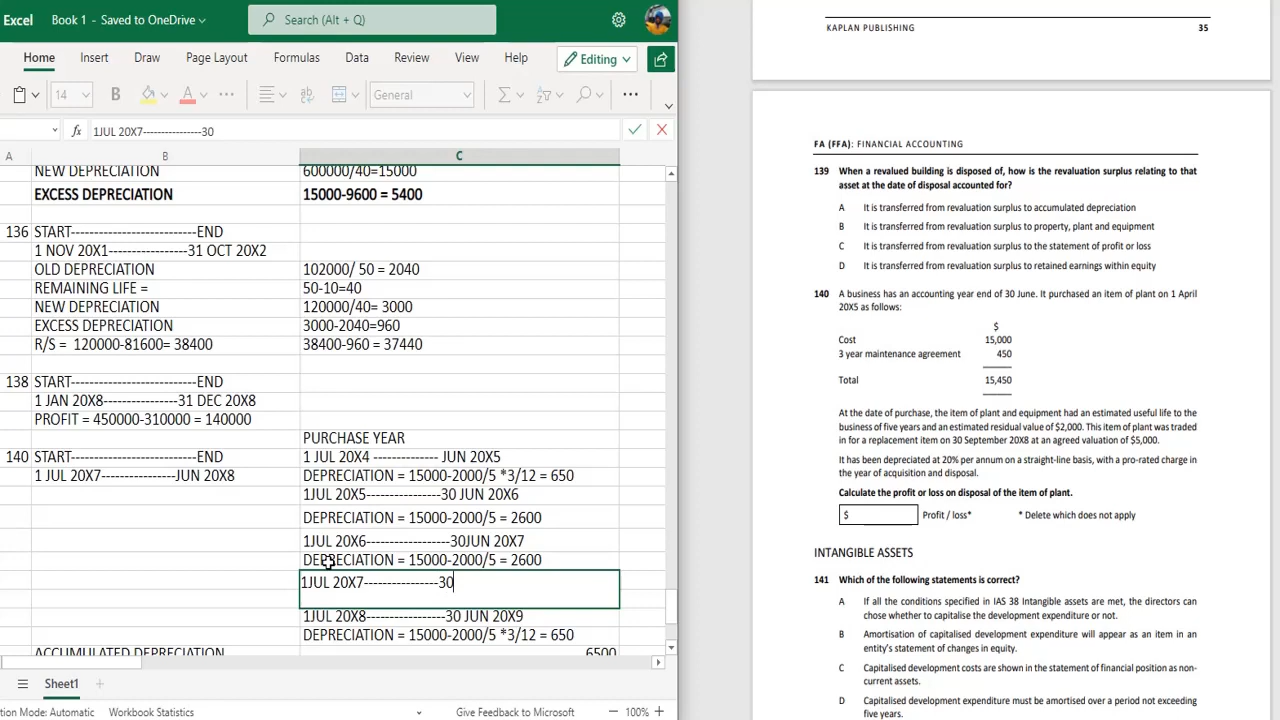 Excel Book 1 - Saved to OneDrive Search (Alt + Q)
Home Insert Draw Page Layout Formulas Data Review View Help Editing
14 B A General
fx 1JUL 20X7---------------30
A B C
NEW DEPRECIATION 600000/40=15000
EXCESS DEPRECIATION 15000-9600 = 5400
136 START---------------------------END
1 NOV 20X1-----------------31 OCT 20X2
OLD DEPRECIATION 102000/ 50 = 2040
REMAINING LIFE = 50-10=40
NEW DEPRECIATION 120000/40= 3000
EXCESS DEPRECIATION 3000-2040=960
R/S = 120000-81600= 38400 38400-960 = 37440
138 START---------------------------END
1 JAN 20X8----------------31 DEC 20X8
PROFIT = 450000-310000 = 140000
PURCHASE YEAR
140 START---------------------------END 1 JUL 20X4 -------------- JUN 20X5
1 JUL 20X7----------------JUN 20X8 DEPRECIATION = 15000-2000/5 *3/12 = 650
1JUL 20X5----------------30 JUN 20X6
DEPRECIATION = 15000-2000/5 = 2600
1JUL 20X6------------------30JUN 20X7
DEPRECIATION = 15000-2000/5 = 2600
1JUL 20X7----------------30
1JUL 20X8-----------------30 JUN 20X9
DEPRECIATION = 15000-2000/5 *3/12 = 650
ACCUMULATED DEPRECIATION 6500
Sheet1
tion Mode: Automatic Workbook Statistics Give Feedback to Microsoft 100%
KAPLAN PUBLISHING 35
FA (FFA): FINANCIAL ACCOUNTING
139 When a revalued building is disposed of, how is the revaluation surplus relating to that
asset at the date of disposal accounted for?
A It is transferred from revaluation surplus to accumulated depreciation
B It is transferred from revaluation surplus to property, plant and equipment
C It is transferred from revaluation surplus to the statement of profit or loss
D It is transferred from revaluation surplus to retained earnings within equity
140 A business has an accounting year end of 30 June. It purchased an item of plant on 1 April
20X5 as follows:
$
Cost 15,000
3 year maintenance agreement 450
Total 15,450
At the date of purchase, the item of plant and equipment had an estimated useful life to the
business of five years and an estimated residual value of $2,000. This item of plant was traded
in for a replacement item on 30 September 20X8 at an agreed valuation of $5,000.
It has been depreciated at 20% per annum on a straight-line basis, with a pro-rated charge in
the year of acquisition and disposal.
Calculate the profit or loss on disposal of the item of plant.
$ Profit / loss* * Delete which does not apply
INTANGIBLE ASSETS
141 Which of the following statements is correct?
A If all the conditions specified in IAS 38 Intangible assets are met, the directors can
chose whether to capitalise the development expenditure or not.
B Amortisation of capitalised development expenditure will appear as an item in an
entity's statement of changes in equity.
C Capitalised development costs are shown in the statement of financial position as non-
current assets.
D Capitalised development expenditure must be amortised over a period not exceeding
five years.